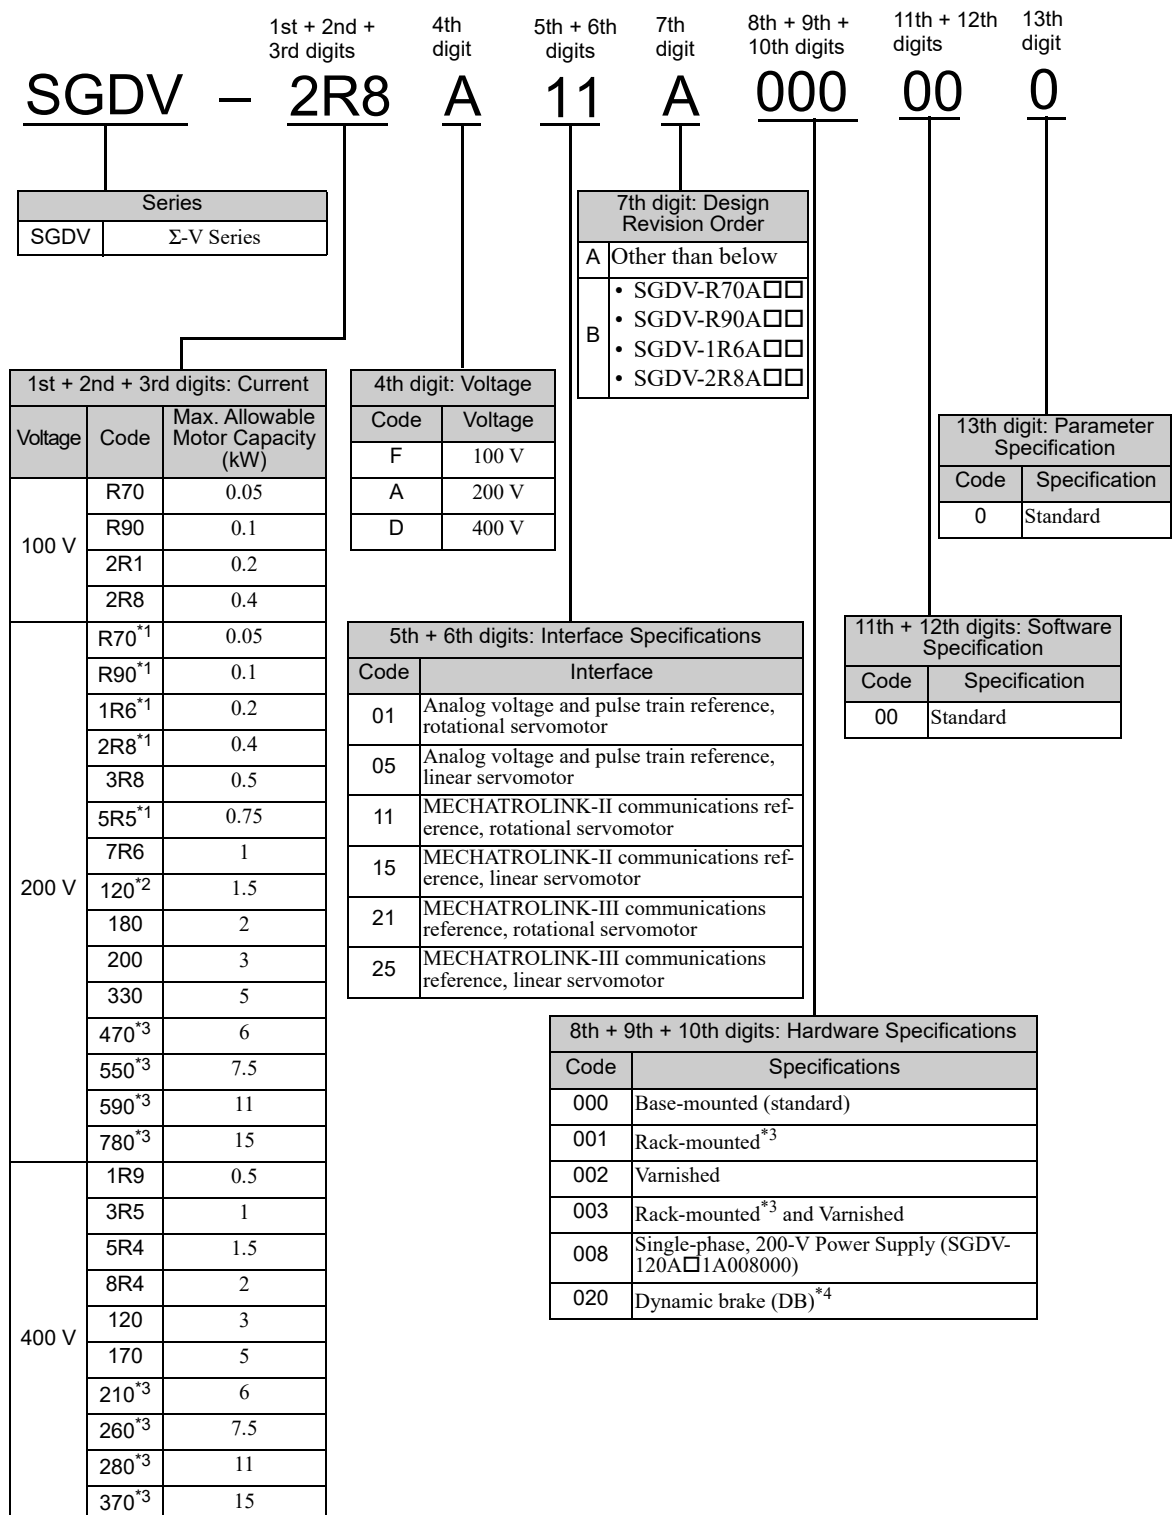 1st + 2nd +
3rd digits
4th
digit
5th + 6th
digits
7th
digit
8th + 9th +
10th digits
11th + 12th
digits
13th
digit
SGDV – 2R8 A 11 A 000 00 0
Series
SGDV Σ-V Series
7th digit: Design
Revision Order
A Other than below
B
• SGDV-R70A□□
• SGDV-R90A□□
• SGDV-1R6A□□
• SGDV-2R8A□□
1st + 2nd + 3rd digits: Current
Voltage Code Max. Allowable
Motor Capacity
(kW)
100 V
R70 0.05
R90 0.1
2R1 0.2
2R8 0.4
200 V
R70*1 0.05
R90*1 0.1
1R6*1 0.2
2R8*1 0.4
3R8 0.5
5R5*1 0.75
7R6 1
120*2 1.5
180 2
200 3
330 5
470*3 6
550*3 7.5
590*3 11
780*3 15
400 V
1R9 0.5
3R5 1
5R4 1.5
8R4 2
120 3
170 5
210*3 6
260*3 7.5
280*3 11
370*3 15
4th digit: Voltage
Code Voltage
F 100 V
A 200 V
D 400 V
13th digit: Parameter
Specification
Code Specification
0 Standard
5th + 6th digits: Interface Specifications
Code Interface
01 Analog voltage and pulse train reference,
rotational servomotor
05 Analog voltage and pulse train reference,
linear servomotor
11 MECHATROLINK-II communications ref-
erence, rotational servomotor
15 MECHATROLINK-II communications ref-
erence, linear servomotor
21 MECHATROLINK-III communications
reference, rotational servomotor
25 MECHATROLINK-III communications
reference, linear servomotor
11th + 12th digits: Software
Specification
Code Specification
00 Standard
8th + 9th + 10th digits: Hardware Specifications
Code Specifications
000 Base-mounted (standard)
001 Rack-mounted*3
002 Varnished
003 Rack-mounted*3 and Varnished
008 Single-phase, 200-V Power Supply (SGDV-
120A□1A008000)
020 Dynamic brake (DB)*4